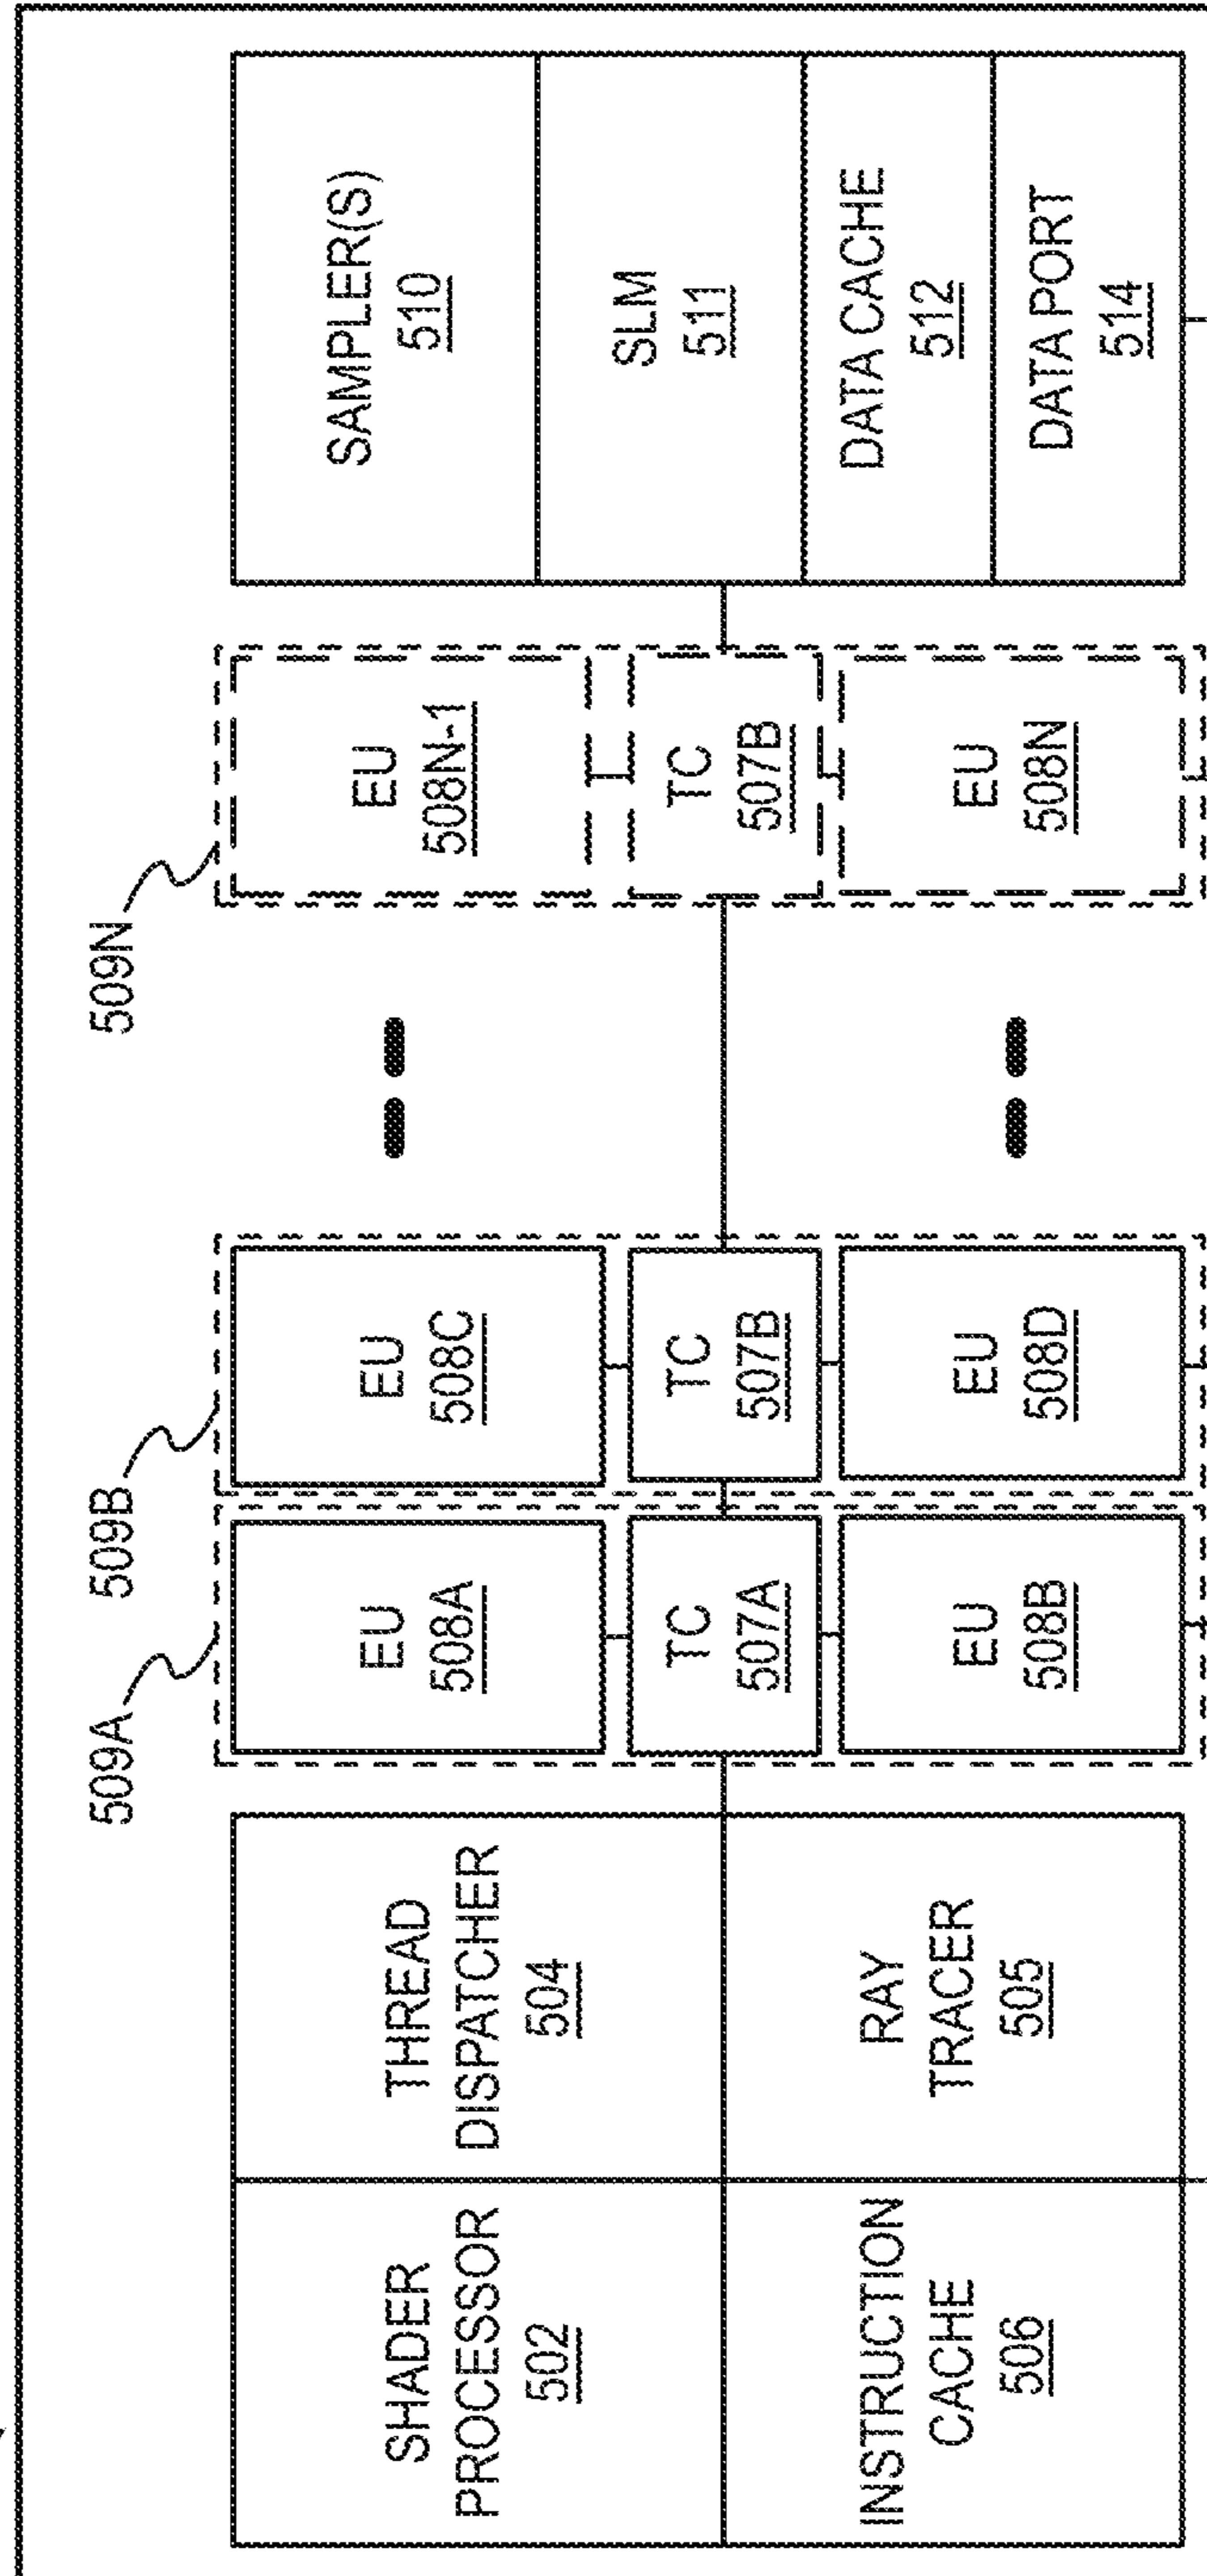 509A
509B
509N
SHADER
PROCESSOR
502
THREAD
DISPATCHER
504
INSTRUCTION
CACHE
506
RAY
TRACER
505
EU
508A
TC
507A
EU
508B
EU
508C
TC
507B
EU
508D
EU
508N-1
TC
507B
EU
508N
SAMPLER(S)
510
SLM
511
DATA CACHE
512
DATA PORT
514